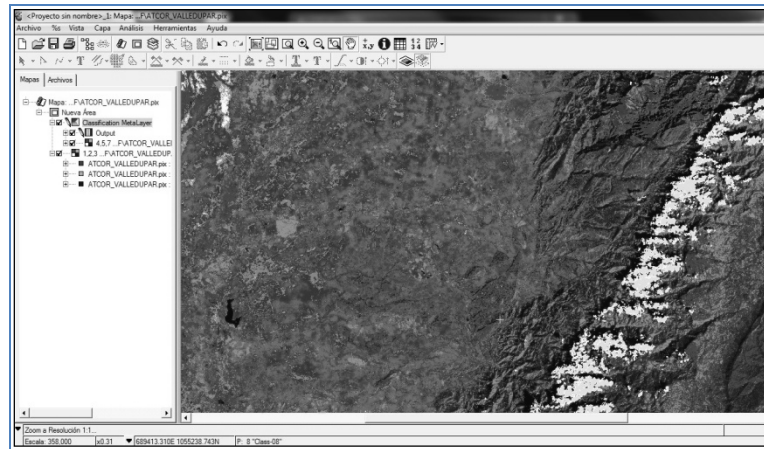 <Proyecto sin nombre>_1: Mapa: ...F\ATCOR_VALLEDUPAR.pix
Archivo %s Vista Capa Análisis Herramientas Ayuda
Mapas Archivos
Mapa: ...F\ATCOR_VALLEDUPAR.pix
Nueva Área
Classification MetaLayer
Output
4,5,7 ...F\ATCOR_VALLEI
1,2,3 ...F\ATCOR_VALLEDUP.
ATCOR_VALLEDUPAR.pix :
ATCOR_VALLEDUPAR.pix :
ATCOR_VALLEDUPAR.pix :
Zoom a Resolución 1:1...
Escala: 358,000 x0.31 689413.310E 1055238.743N P: 8 "Class-08"